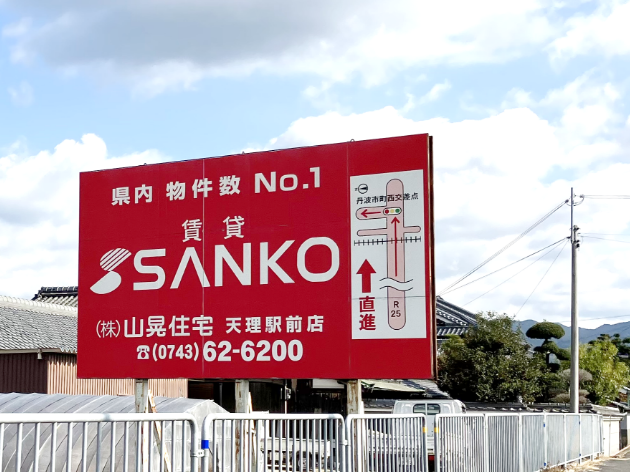 県内 物件数 No.1
賃貸
SANKO
(株)山晃住宅 天理駅前店
☎(0743)62-6200
丹波市町西交差点
直進
R
25